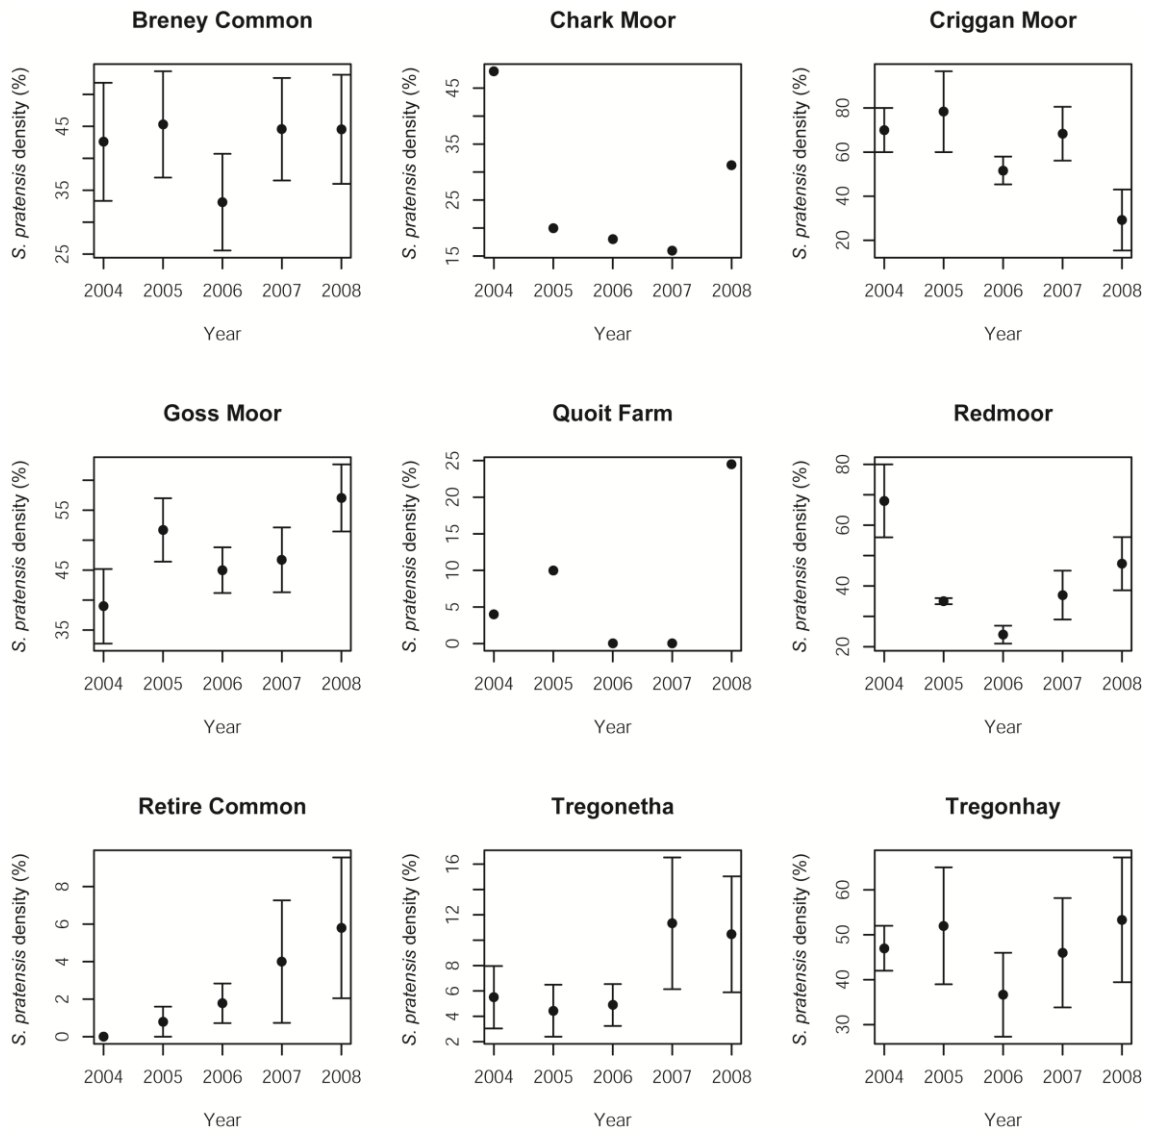 Breney Common
Chark Moor
Criggan Moor
S. pratensis density (%)
45
35
25
2004 2005 2006 2007 2008
Year
S. pratensis density (%)
45
35
25
15
2004 2005 2006 2007 2008
Year
S. pratensis density (%)
80
60
40
20
2004 2005 2006 2007 2008
Year
Goss Moor
Quoit Farm
Redmoor
S. pratensis density (%)
55
45
35
2004 2005 2006 2007 2008
Year
S. pratensis density (%)
25
20
15
10
5
0
2004 2005 2006 2007 2008
Year
S. pratensis density (%)
80
60
40
20
2004 2005 2006 2007 2008
Year
Retire Common
Tregonetha
Tregonhay
S. pratensis density (%)
8
6
4
2
0
2004 2005 2006 2007 2008
Year
S. pratensis density (%)
16
12
8
6
4
2
2004 2005 2006 2007 2008
Year
S. pratensis density (%)
60
50
40
30
2004 2005 2006 2007 2008
Year